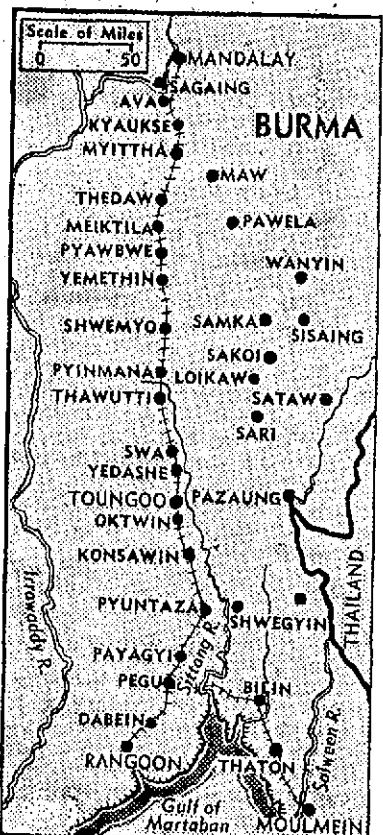 Scale of Miles
0 50
MANDALAY
SAGAING
AVA
KYAUKSE
BURMA
MYITTHA
MAW
THEDAW
MEIKTILA
PAWELA
PYAWBWE
WANYIN
YEMETHIN
SHWEMYO
SAMKA
SISAING
SAKOI
PYINMANA
LOIKAW
THAWUTTI
SATAW
SARI
SWA
YEDASHE
TOUNGOO
PAZAUNG
OKTWIN
KONSAWIN
Irrawaddy R.
THAILAND
PYUNTAZA
SHWEGYIN
Sittang R.
PAYAGYI
PEGU
BILIN
Salween R.
DABEIN
RANGOON
THATON
Gulf of
Martaban
MOULMEIN